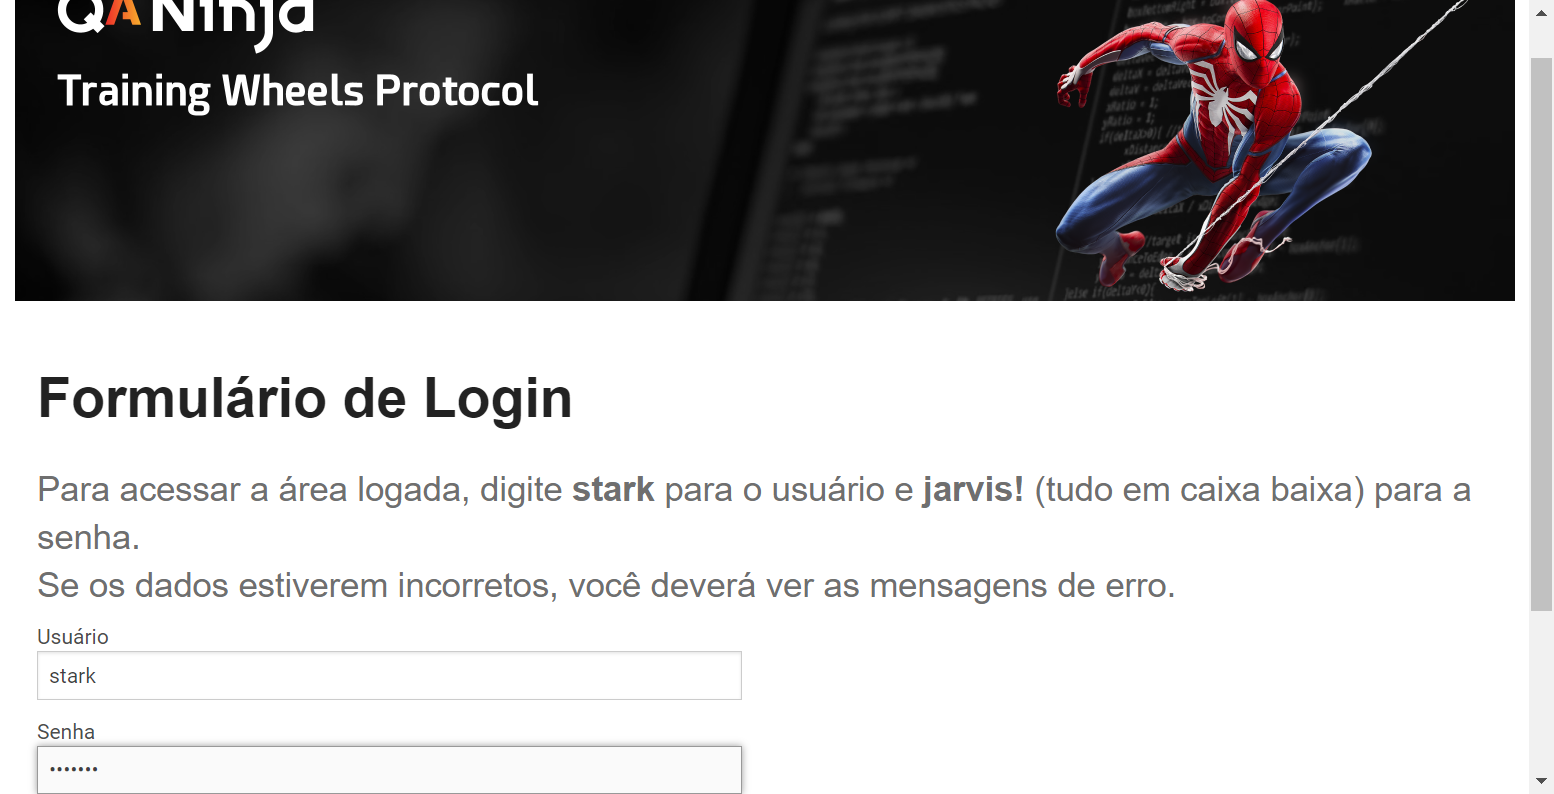 QA Ninja
Training Wheels Protocol
Formulário de Login
Para acessar a área logada, digite stark para o usuário e jarvis! (tudo em caixa baixa) para a
senha.
Se os dados estiverem incorretos, você deverá ver as mensagens de erro.
Usuário
stark
Senha
•••••••